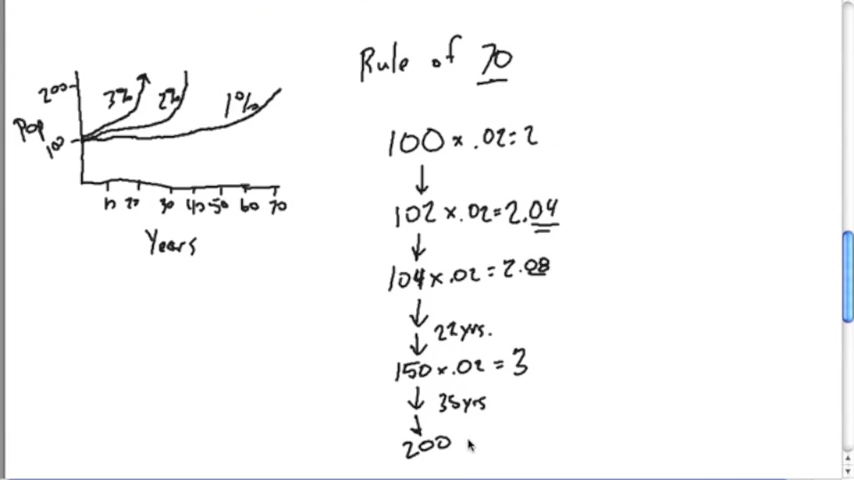 Rule of 70
200
3%
2%
1%
Pop
100
10 20 30 40 50 60 70
Years
100 x .02 = 2
102 x .02 = 2.04
104 x .02 = 2.08
22 yrs.
150 x .02 = 3
35 yrs
200